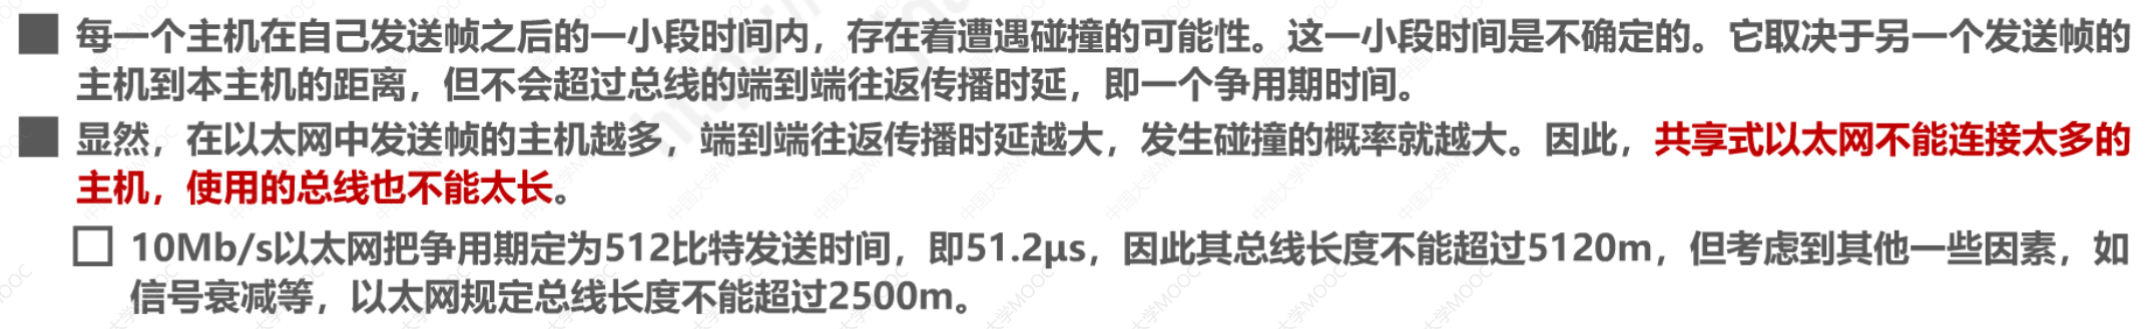 每一个主机在自己发送帧之后的一小段时间内，存在着遭遇碰撞的可能性。这一小段时间是不确定的。它取决于另一个发送帧的
主机到本主机的距离，但不会超过总线的端到端往返传播时延，即一个争用期时间。
显然，在以太网中发送帧的主机越多，端到端往返传播时延越大，发生碰撞的概率就越大。因此，共享式以太网不能连接太多的
主机，使用的总线也不能太长。
10Mb/s以太网把争用期定为512比特发送时间，即51.2μs，因此其总线长度不能超过5120m，但考虑到其他一些因素，如
信号衰减等，以太网规定总线长度不能超过2500m。